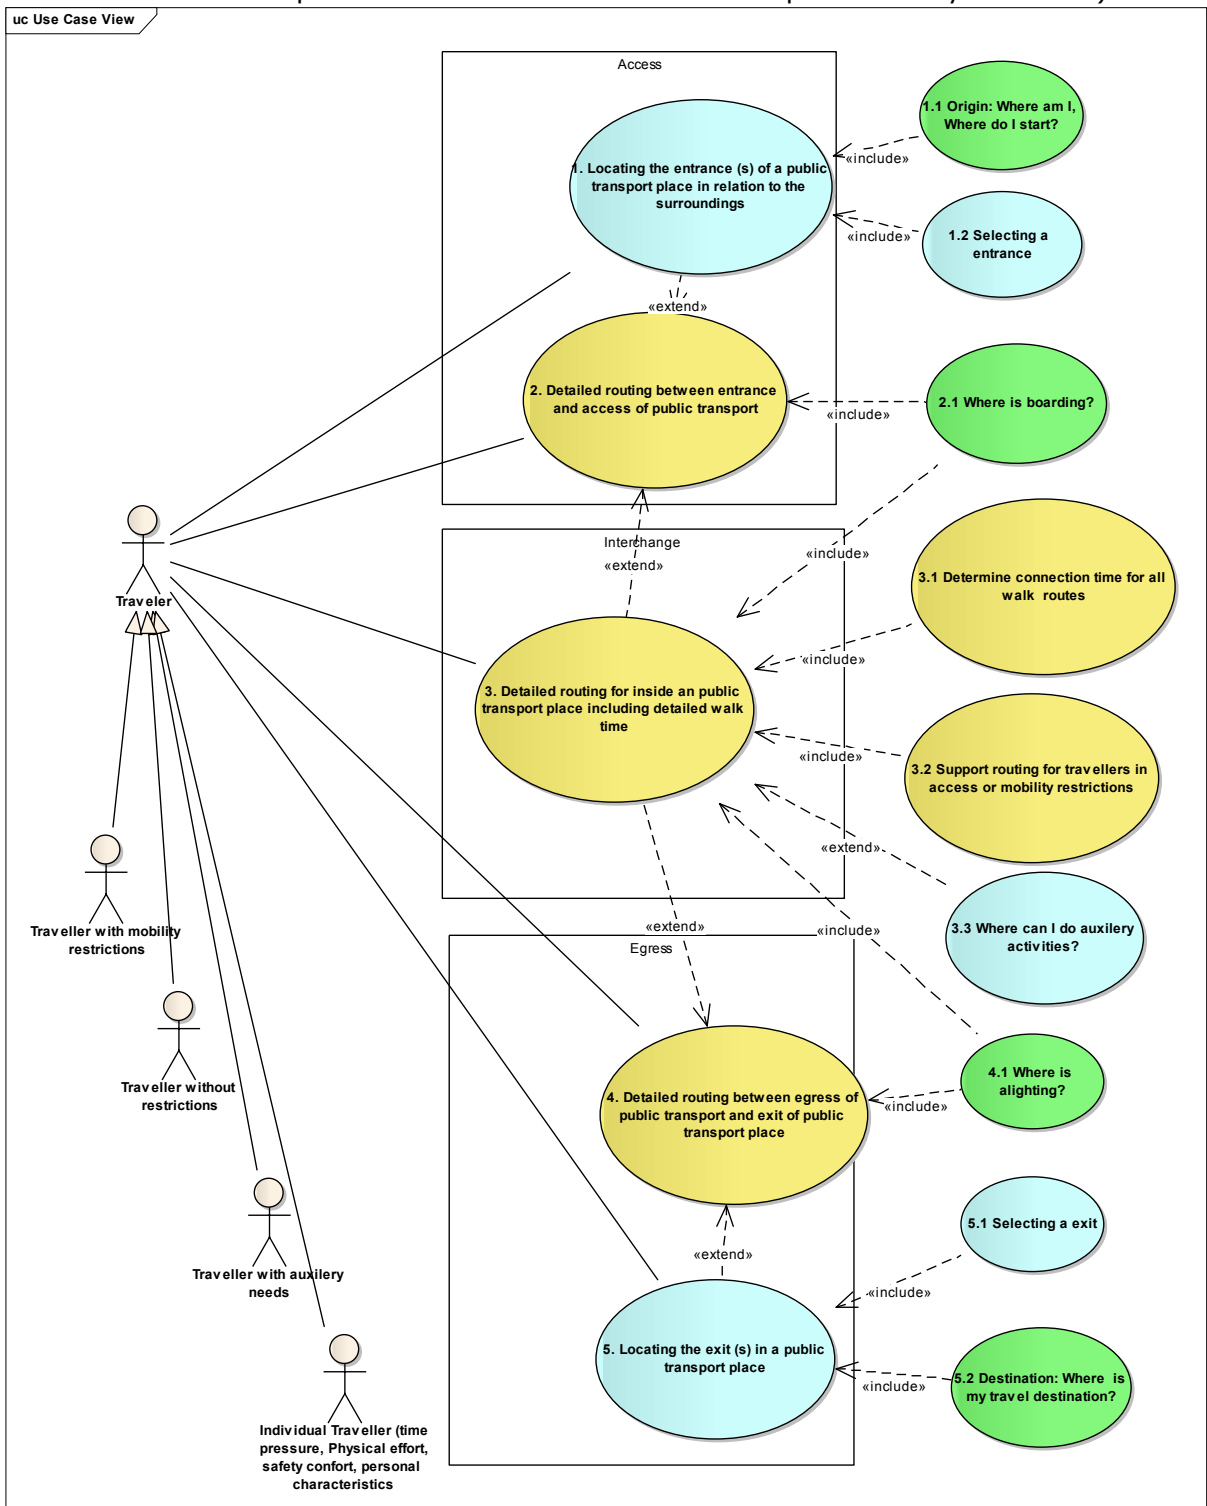 uc Use Case View
Access
1.1 Origin: Where am I,
Where do I start?
«include»
1. Locating the entrance (s) of a public
transport place in relation to the
surroundings
1.2 Selecting a
entrance
«include»
«extend»
2. Detailed routing between entrance
and access of public transport
2.1 Where is boarding?
«include»
Interchange
«extend»
«include»
3.1 Determine connection time for all
walk routes
Traveler
«include»
3. Detailed routing for inside an public
transport place including detailed walk
time
«include»
3.2 Support routing for travellers in
access or mobility restrictions
«extend»
Traveller with mobility
restrictions
3.3 Where can I do auxilery
activities?
«extend»
«include»
Egress
Traveller without
restrictions
4. Detailed routing between egress of
public transport and exit of public
transport place
4.1 Where is
alighting?
«include»
5.1 Selecting a exit
«extend»
Traveller with auxilery
needs
«include»
5. Locating the exit (s) in a public
transport place
5.2 Destination: Where is
my travel destination?
«include»
Individual Traveller (time
pressure, Physical effort,
safety confort, personal
characteristics